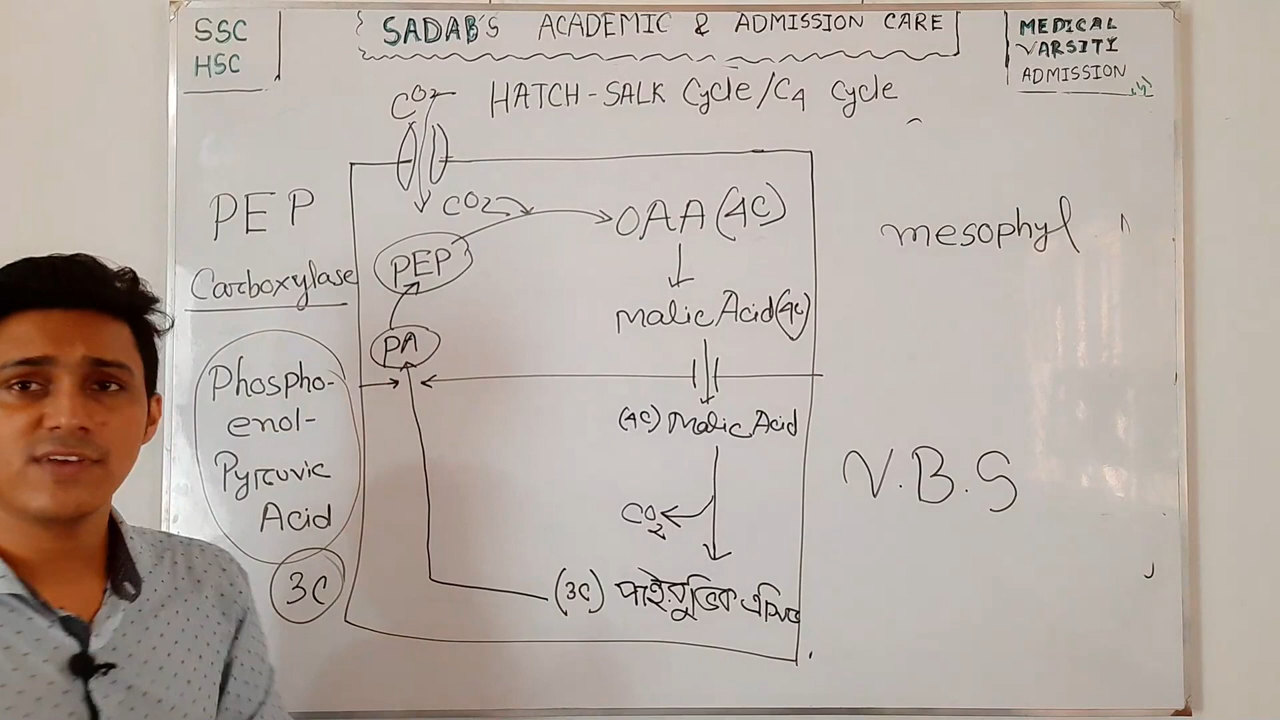 SSC
HSC
SADAB'S ACADEMIC & ADMISSION CARE
MEDICAL
VARSITY
ADMISSION
HATCH-SALK Cycle/C4 Cycle
CO2
CO2
OAA(4C)
PEP
Carboxylase
PEP
mesophyl
Malic Acid(4C)
PA
Phospho-
enol-
Pyruvic
Acid
3C
(4C) Malic Acid
V.B.S
CO2
(3C) পাইরুভিক এসিড